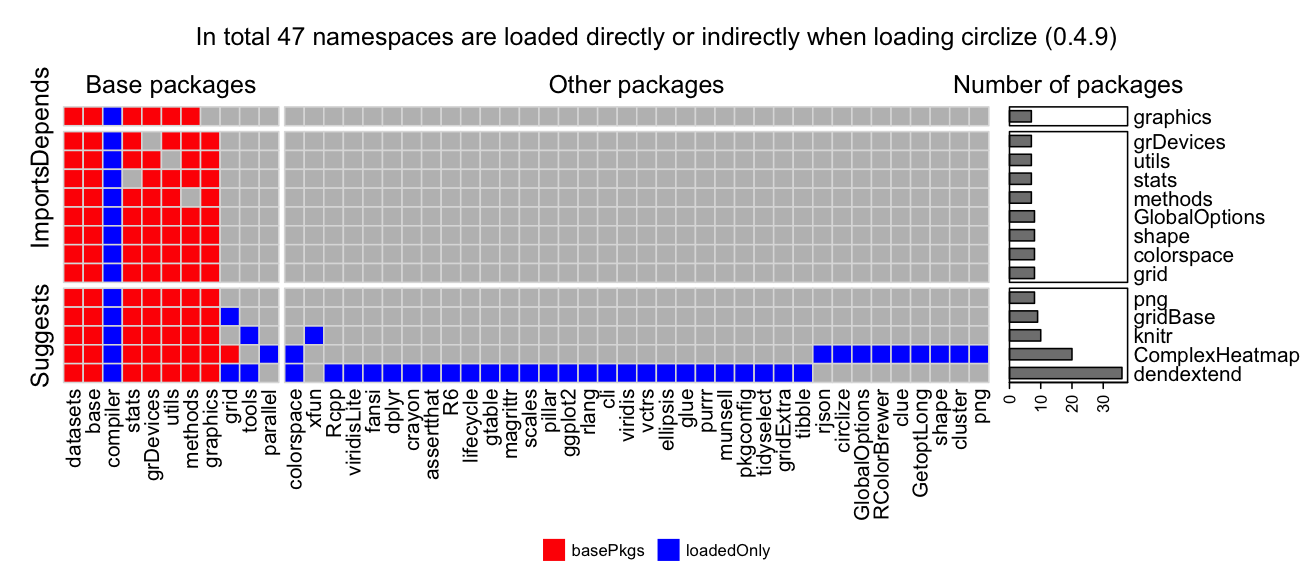 In total 47 namespaces are loaded directly or indirectly when loading circlize (0.4.9)
Base packages
Other packages
Number of packages
Depends
Imports
Suggests
graphics
grDevices
utils
stats
methods
GlobalOptions
shape
colorspace
grid
png
gridBase
knitr
ComplexHeatmap
dendextend
0
10
20
30
datasets
base
compiler
stats
grDevices
utils
methods
graphics
grid
tools
parallel
colorspace
xfun
Rcpp
viridisLite
fansi
dplyr
crayon
assertthat
R6
lifecycle
gtable
magrittr
scales
pillar
ggplot2
rlang
cli
viridis
vctrs
ellipsis
glue
purrr
munsell
pkgconfig
tidyselect
gridExtra
tibble
rjson
circlize
GlobalOptions
RColorBrewer
clue
GetoptLong
shape
cluster
png
basePkgs
loadedOnly